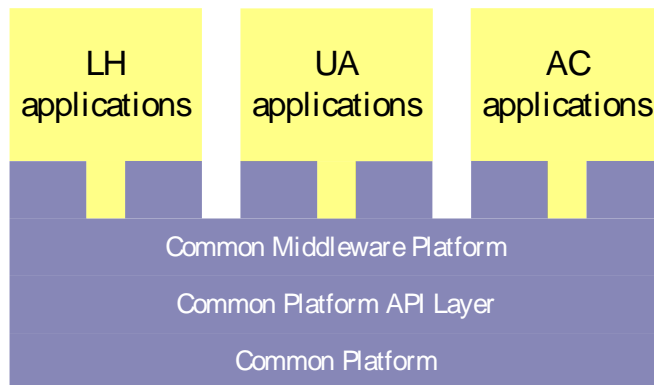 LH
applications
UA
applications
AC
applications
Common Middleware Platform
Common Platform API Layer
Common Platform